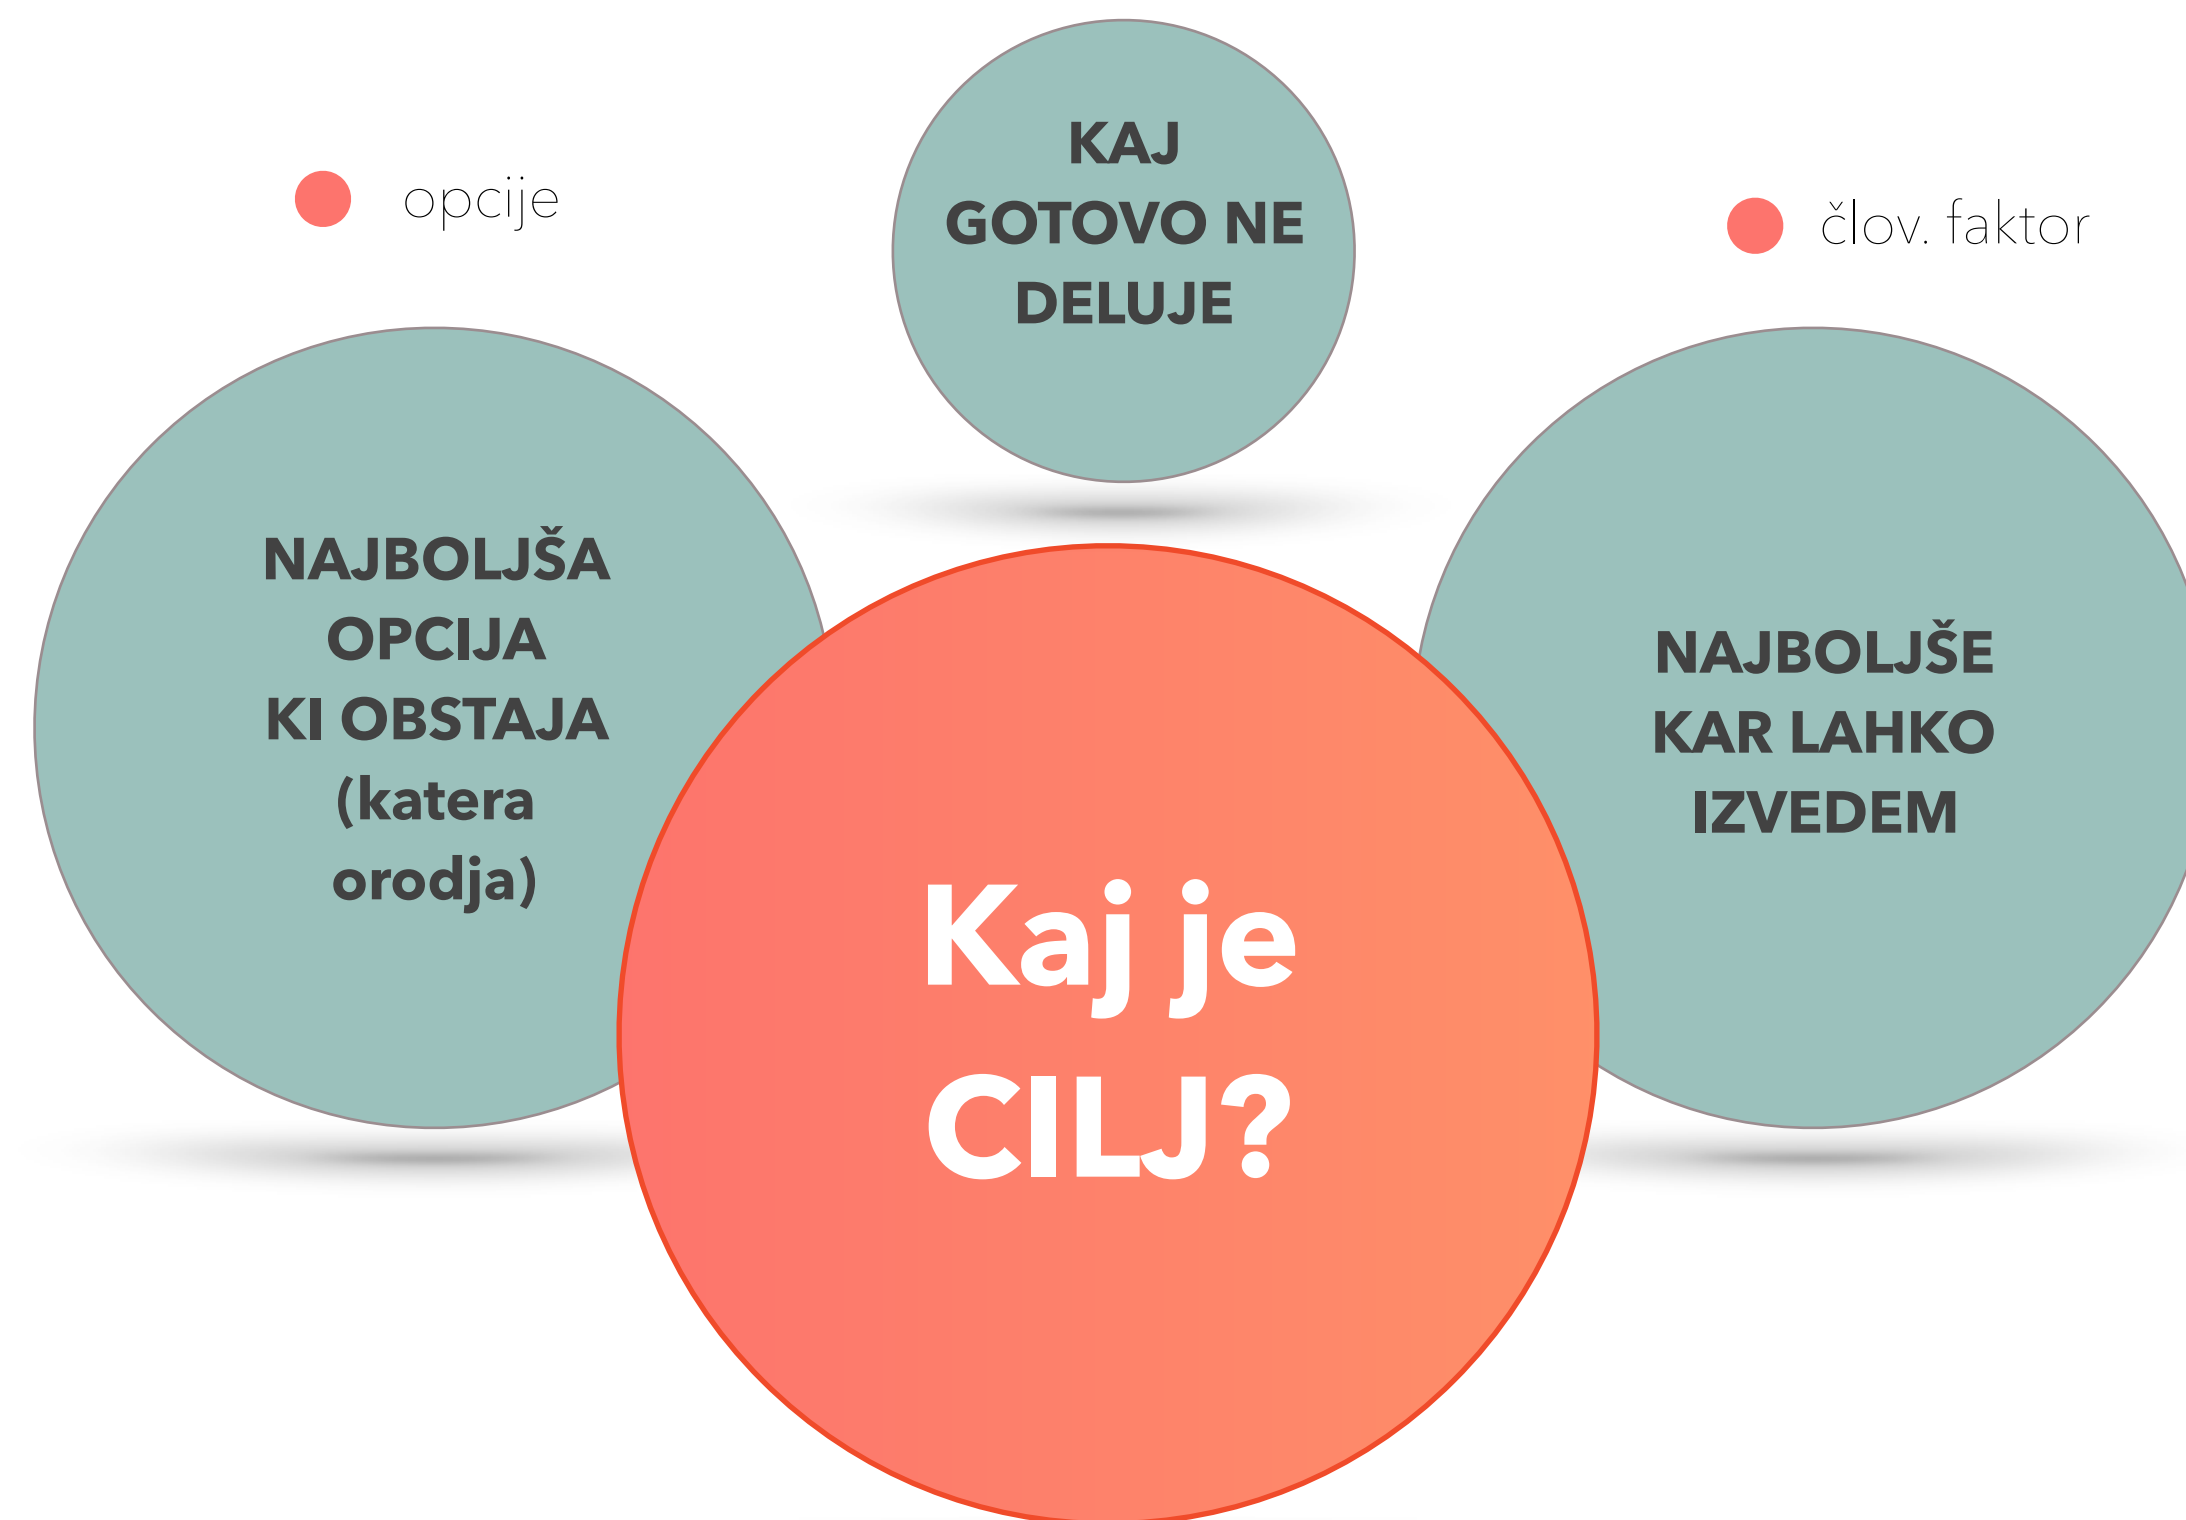 opcije
KAJ
GOTOVO NE
DELUJE
člov. faktor
NAJBOLJŠA
OPCIJA
KI OBSTAJA
(katera
orodja)
NAJBOLJŠE
KAR LAHKO
IZVEDEM
Kaj je
CILJ?